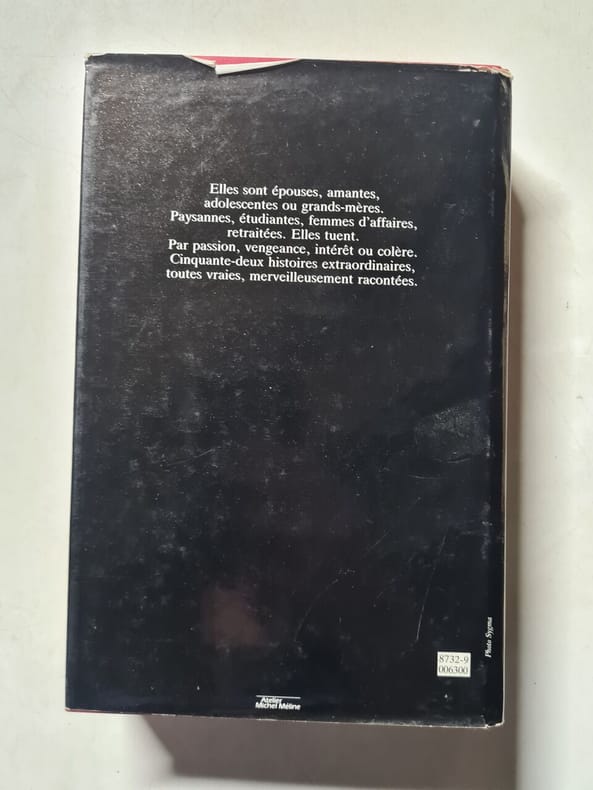 Elles sont épouses, amantes,
adolescentes ou grands-mères.
Paysannes, étudiantes, femmes d'affaires,
retraitées. Elles tuent.
Par passion, vengeance, intérêt ou colère.
Cinquante-deux histoires extraordinaires,
toutes vraies, merveilleusement racontées.
Photo Sygma
8732-9
006300
Atelier
Michel Méline